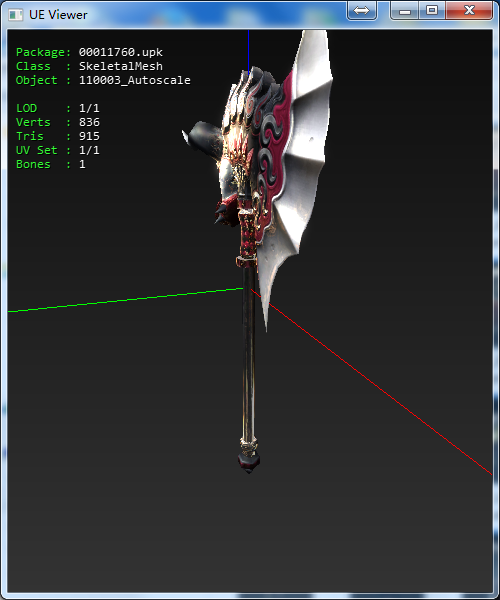 UE Viewer
Package: 00011760.upk
Class : SkeletalMesh
Object : 110003_Autoscale
LOD : 1/1
Verts : 836
Tris : 915
UV Set : 1/1
Bones : 1